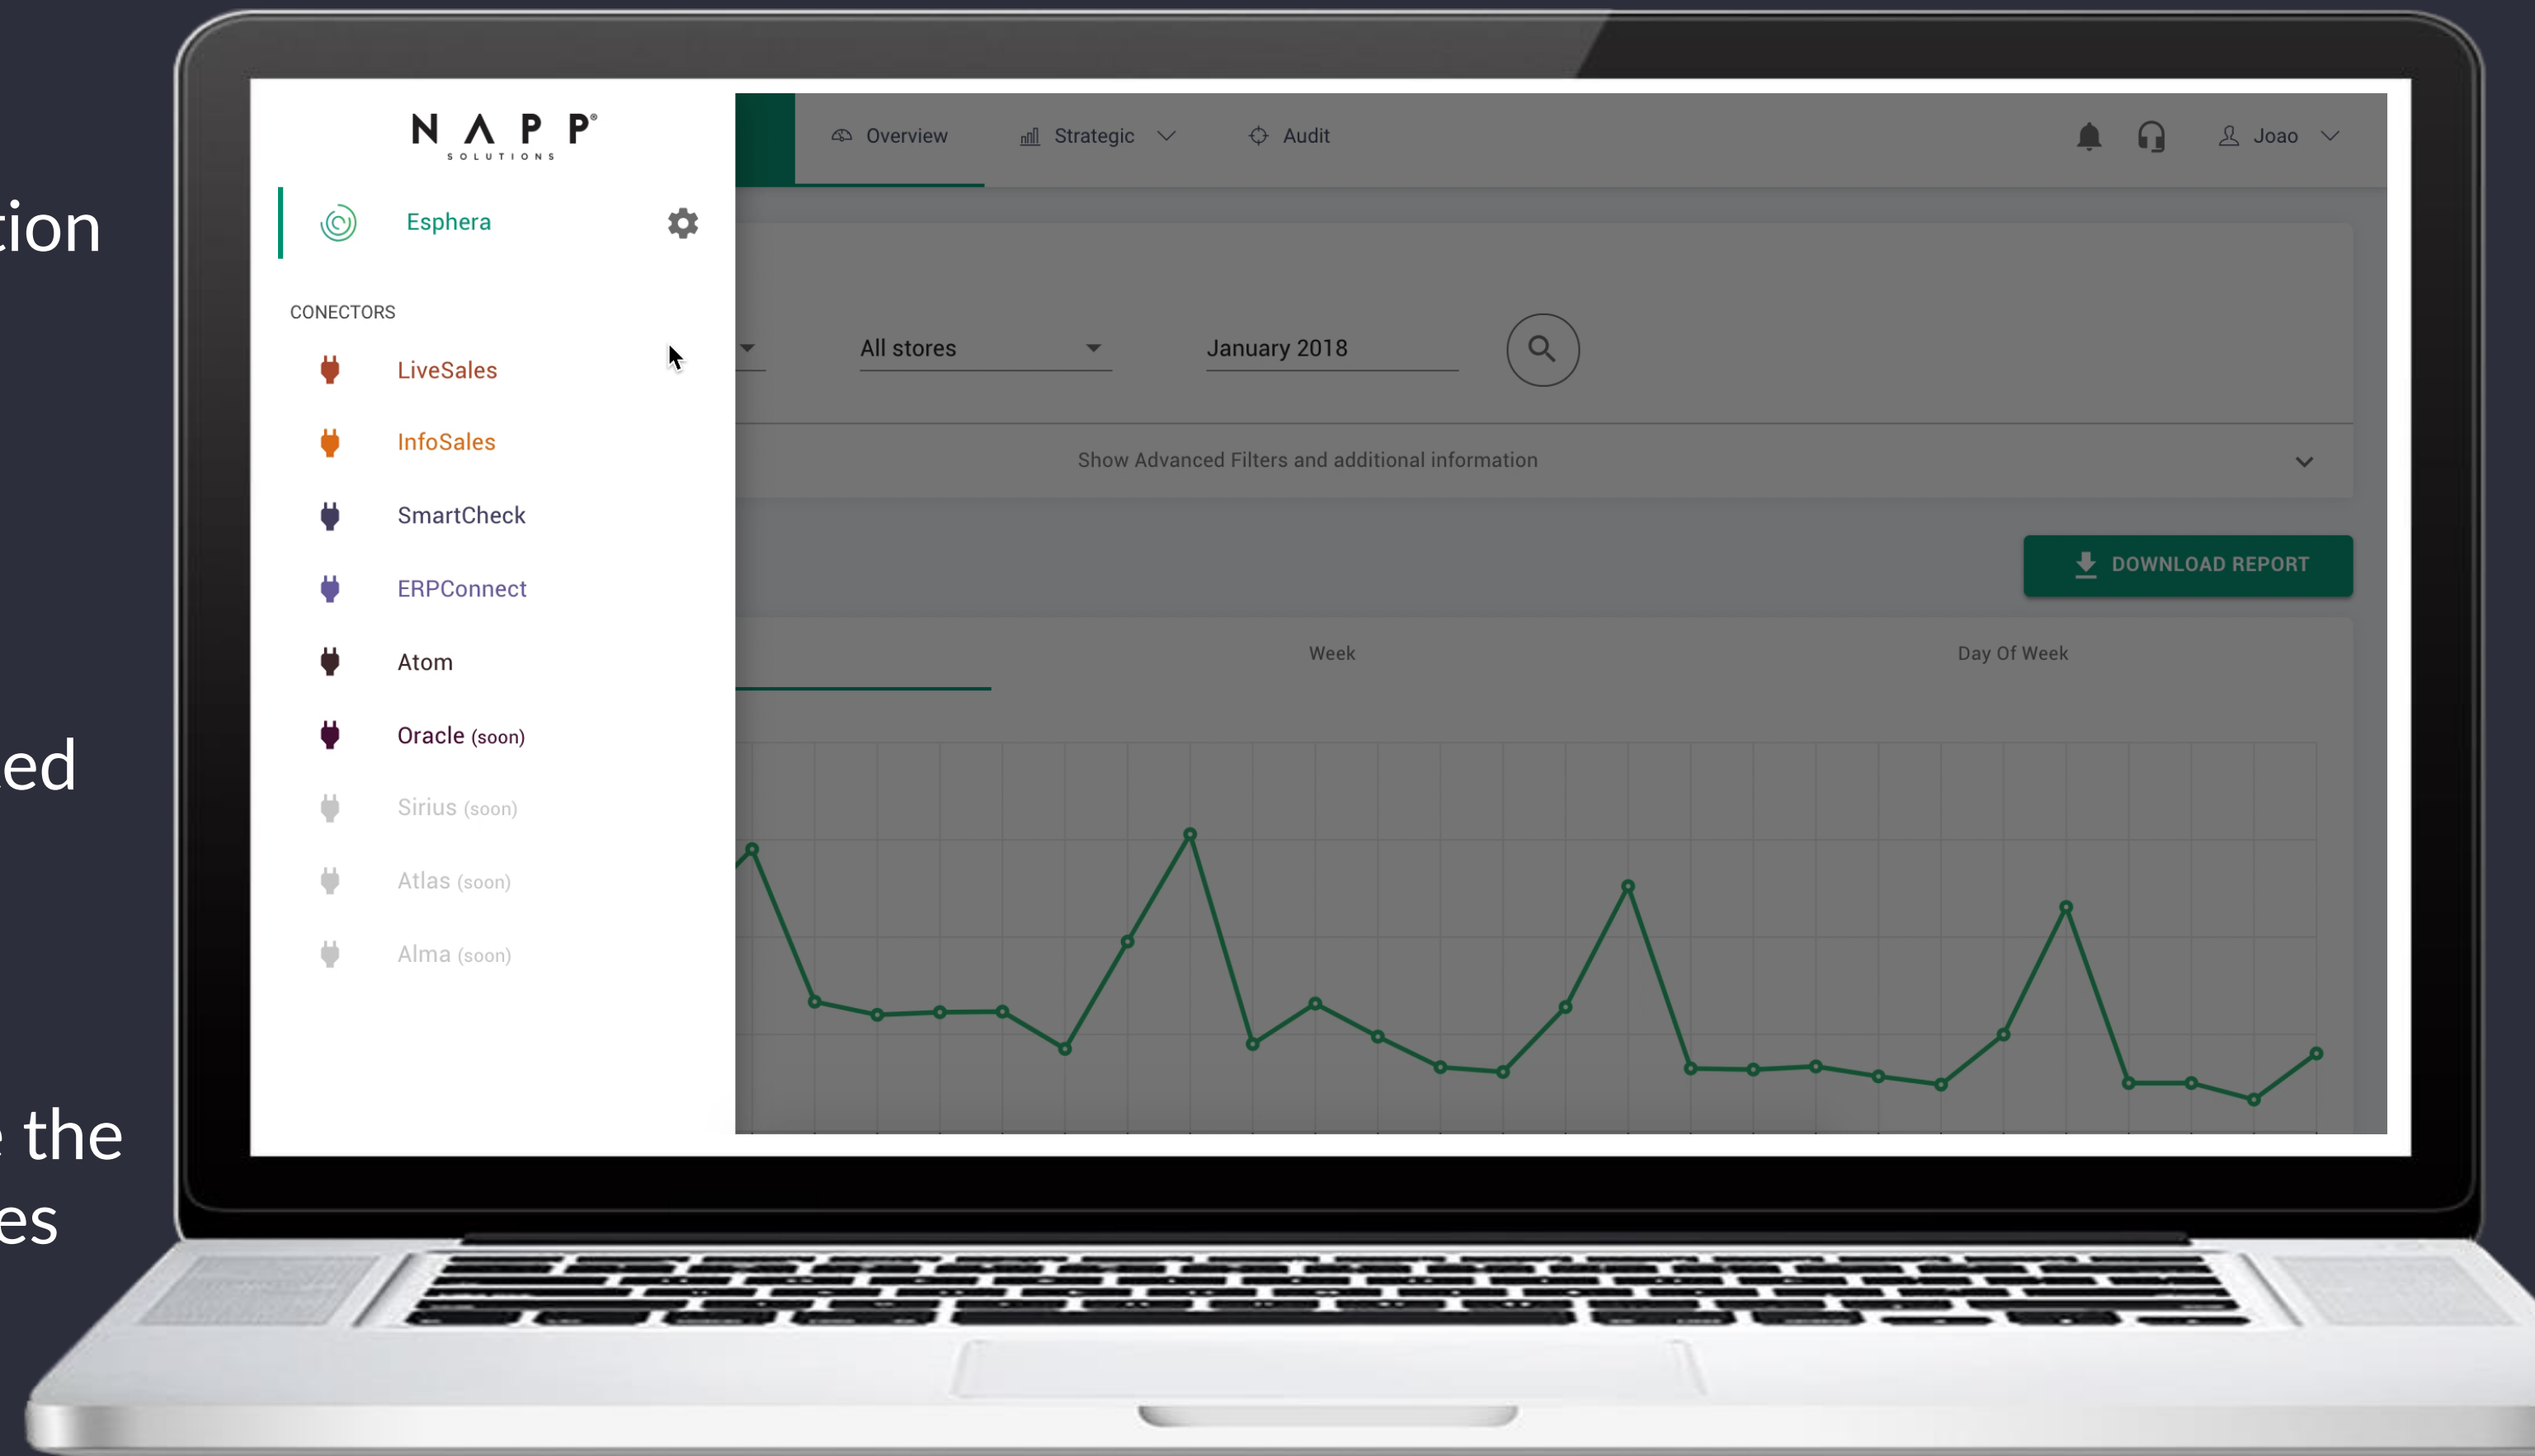 tion
ed
e the
es
NAPP®
SOLUTIONS
Esphera
CONECTORS
LiveSales
InfoSales
SmartCheck
ERPConnect
Atom
Oracle (soon)
Sirius (soon)
Atlas (soon)
Alma (soon)
Overview
Strategic
Audit
Joao
All stores
January 2018
Show Advanced Filters and additional information
DOWNLOAD REPORT
Week
Day Of Week